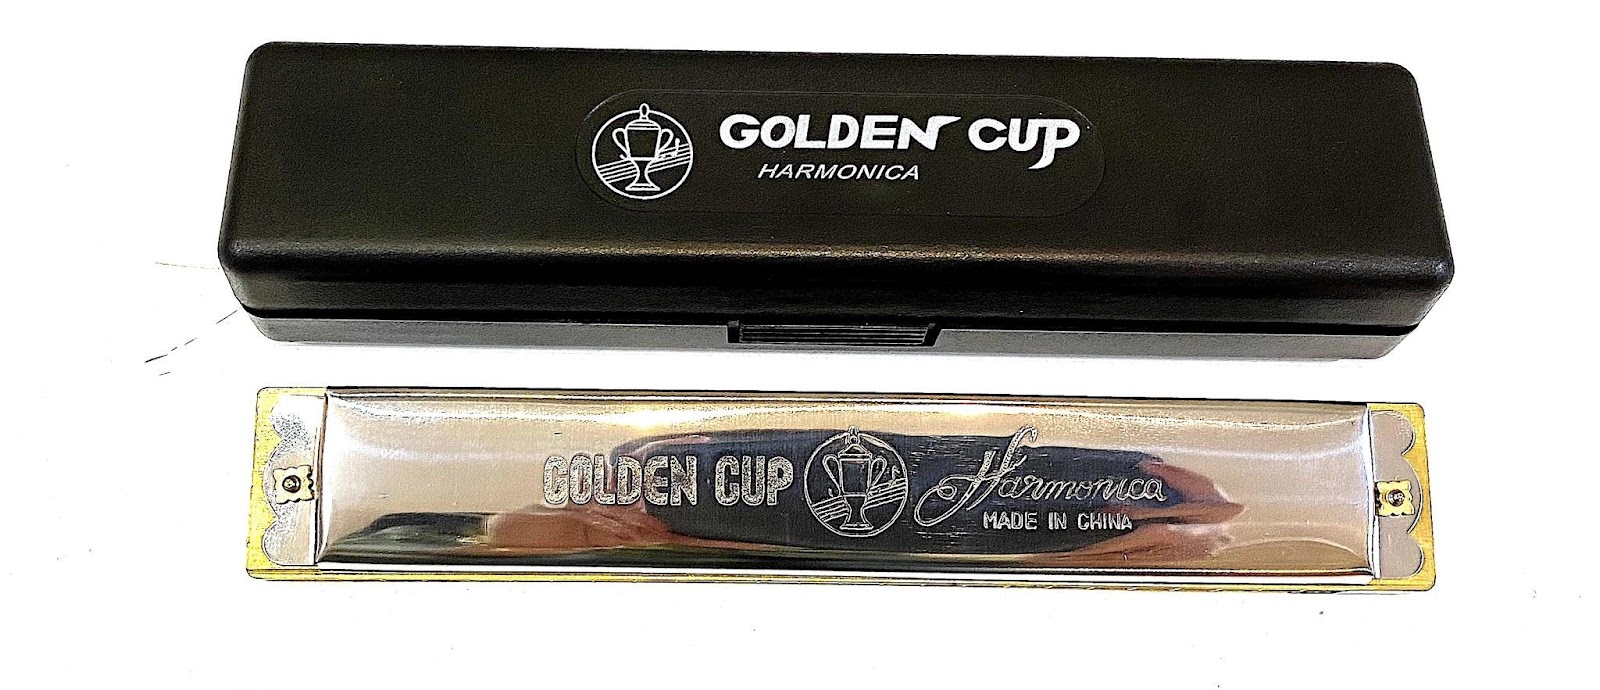 GOLDEN CUP
HARMONICA
GOLDEN CUP Harmonica
MADE IN CHINA